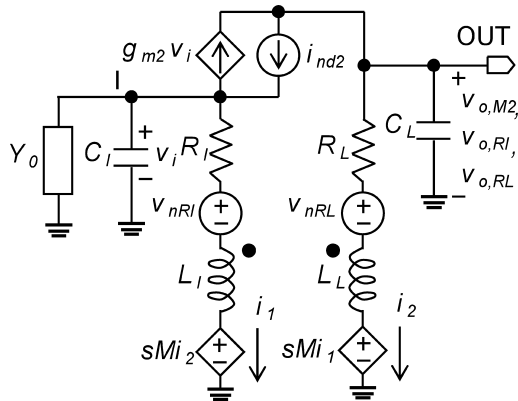 g_m2 v_i
i_nd2
OUT
I
+
v_o,M2,
v_o,RI,
v_o,RL
−
Y_0
C_I
+
v_i
−
R_I
R_L
C_L
v_nRI
+
−
v_nRL
+
−
L_I
L_L
i_1
i_2
sMi_2
+
−
sMi_1
+
−